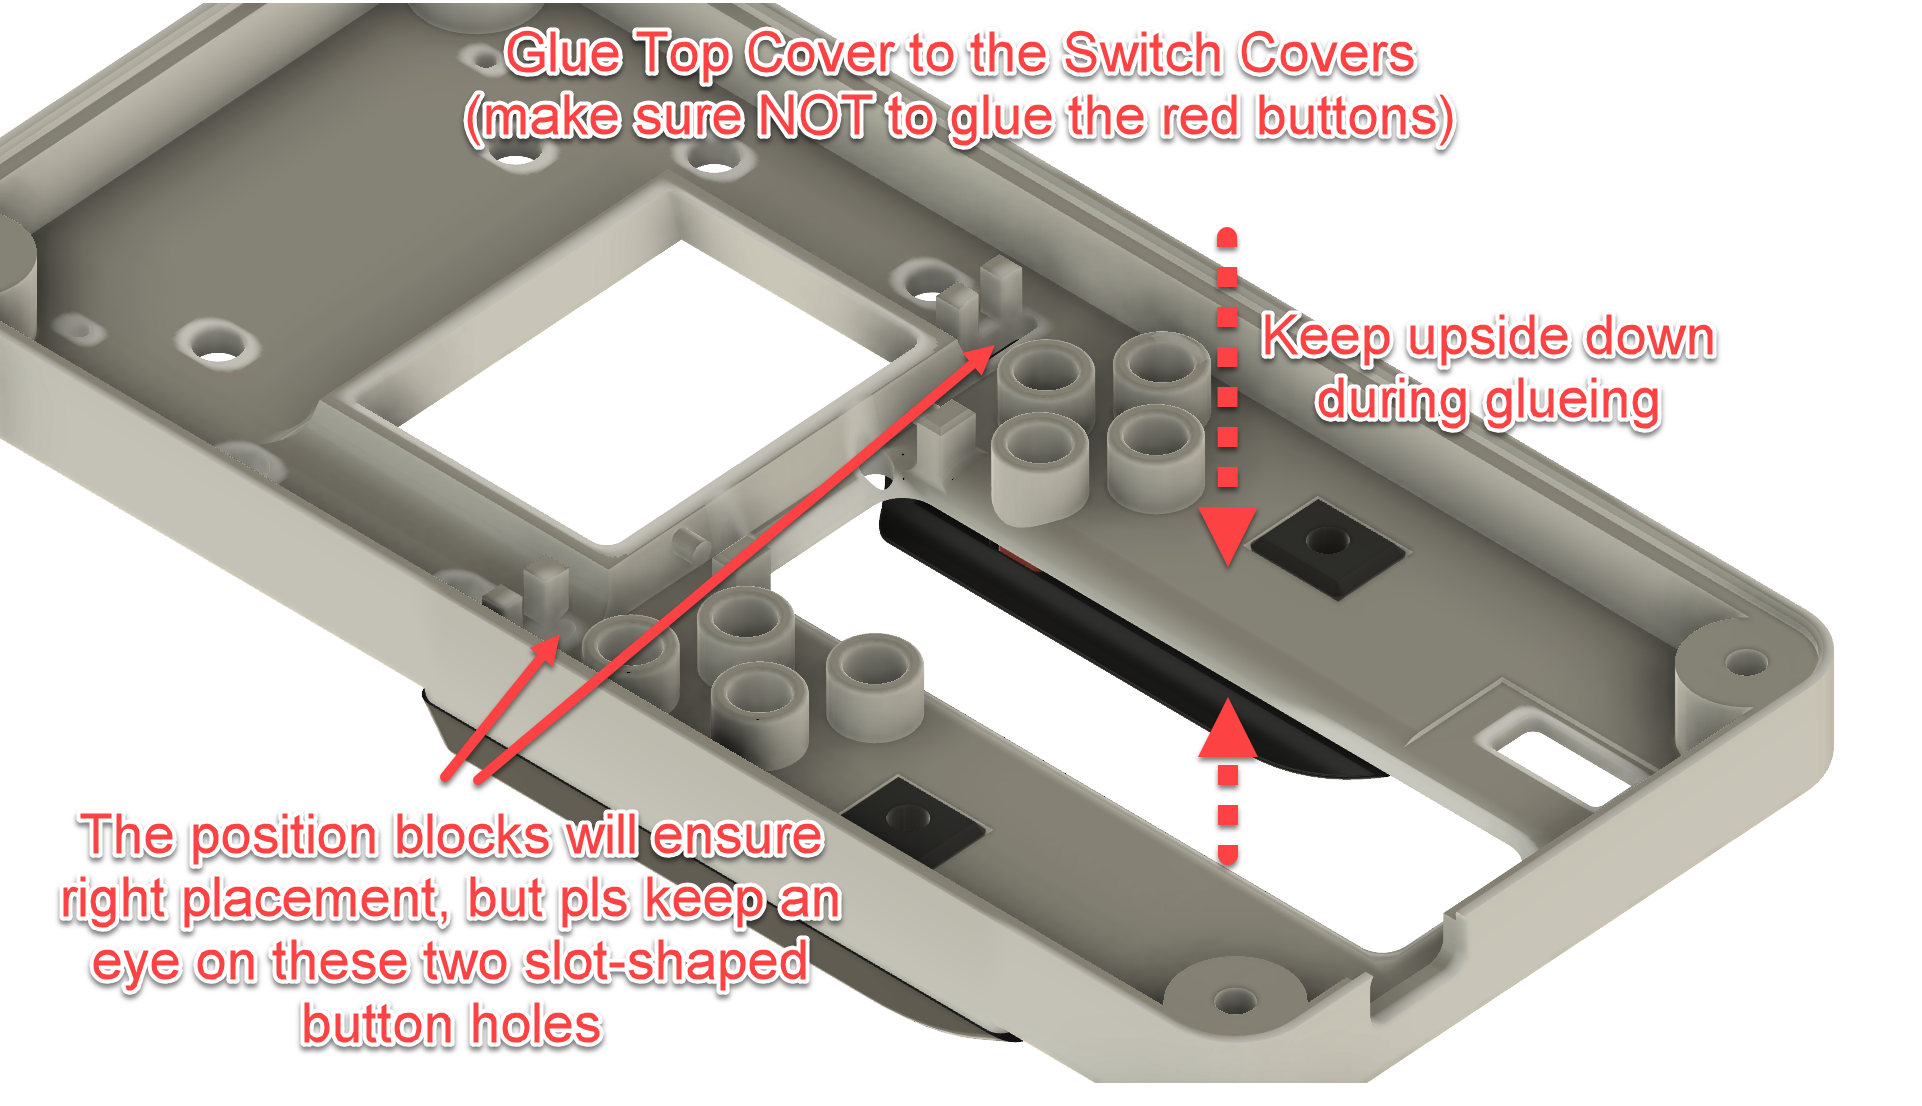 Glue Top Cover to the Switch Covers
(make sure NOT to glue the red buttons)
Keep upside down
during glueing
The position blocks will ensure
right placement, but pls keep an
eye on these two slot-shaped
button holes